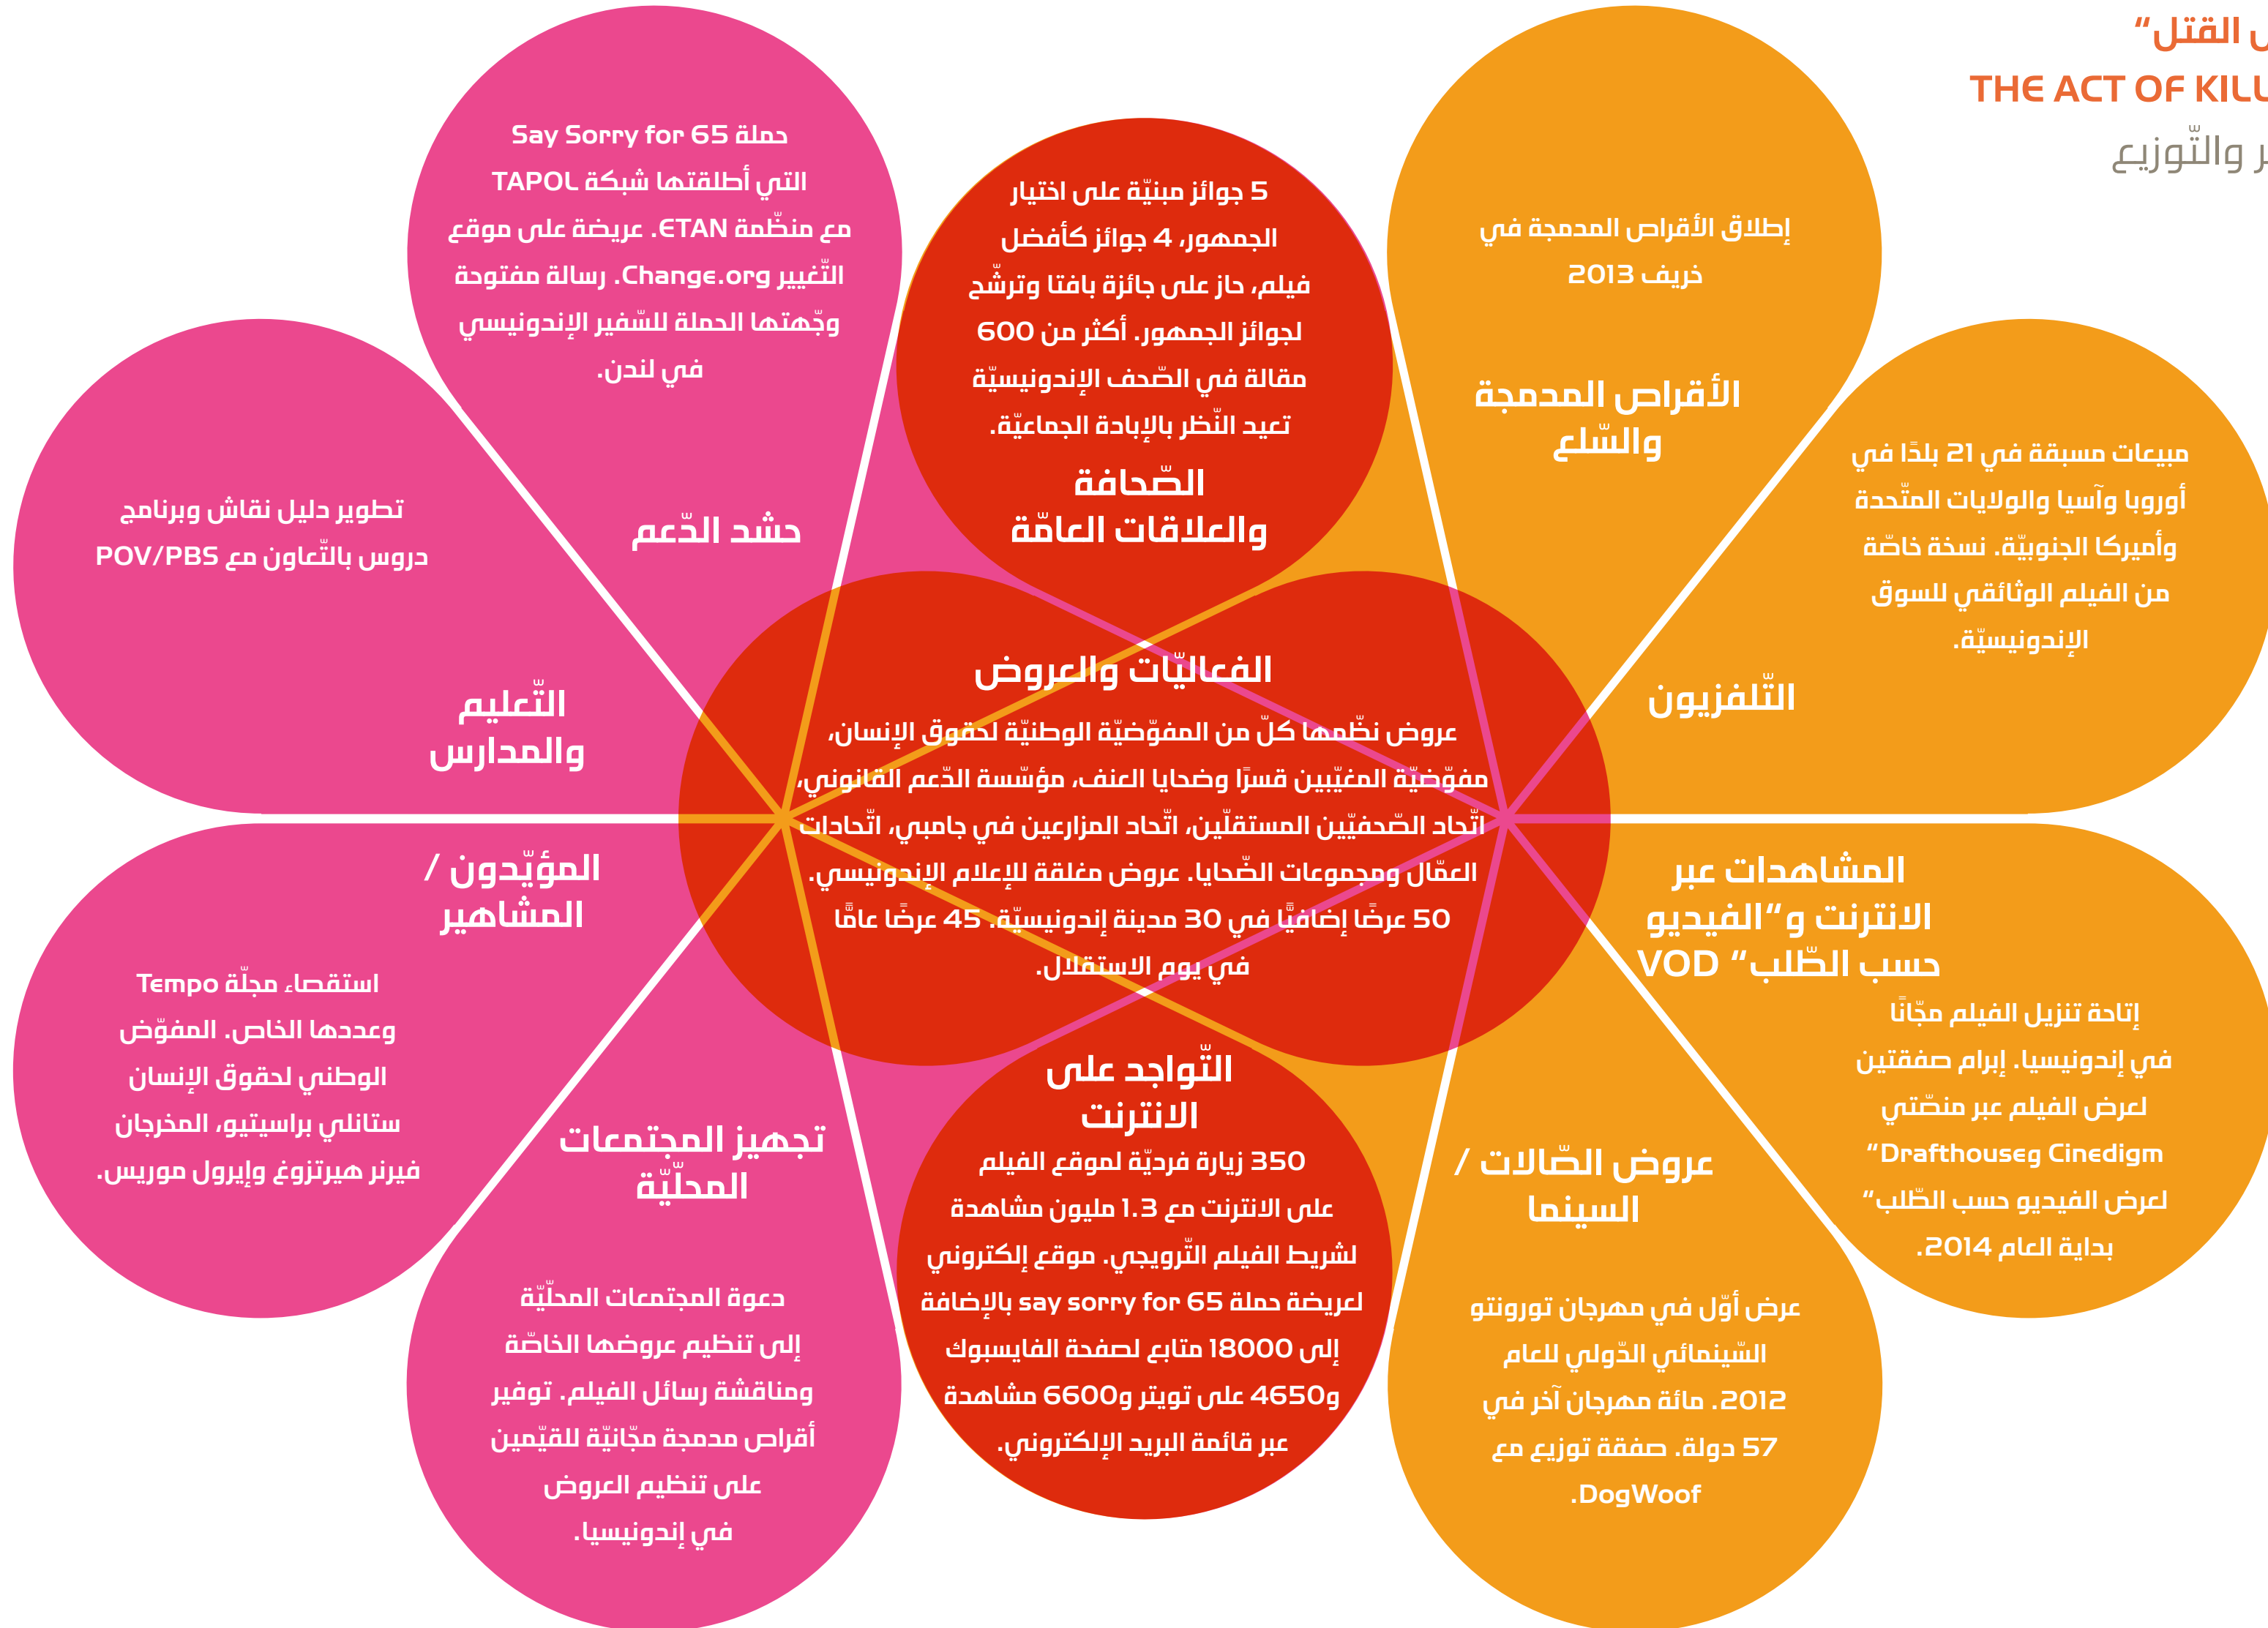 القتل“
THE ACT OF
والتّوزيع
إطلاق الأقراص المدمجة في
خريف 2013
الأقراص المدمجة
والسّلع
مبيعات مسبقة في 21 بلدًا في
أوروبا وآسيا والولايات المتّحدة
وأميركا الجنوبيّة. نسخة خاصّة
من الفيلم الوثائقي للسوق
الإندونيسيّة.
التّلفزيون
المشاهدات عبر
الانترنت و“الفيديو
حسب الطّلب“ VOD
إتاحة تنزيل الفيلم مجّانًا
في إندونيسيا. إبرام صفقتين
لعرض الفيلم عبر منصّتي
Cinedigm وDrafthouse“
لعرض الفيديو حسب الطّلب“
بداية العام 2014.
عروض الصّالات /
السينما
عرض أوّل في مهرجان تورونتو
السّينمائي الدّولي للعام
2012. مائة مهرجان آخر في
57 دولة. صفقة توزيع مع
DogWoof.
5 جوائز مبنيّة على اختيار
الجمهور، 4 جوائز كأفضل
فيلم، حاز على جائزة بافتا وترشّح
لجوائز الجمهور. أكثر من 600
مقالة في الصّحف الإندونيسيّة
تعيد النّظر بالإبادة الجماعيّة.
الصّحافة
والعلاقات العامّة
الفعاليّات والعروض
عروض نظّمها كلّ من المفوّضيّة الوطنيّة لحقوق الإنسان،
مفوّضيّة المغيّبين قسرًا وضحايا العنف، مؤسّسة الدّعم القانوني،
اتّحاد الصّحفيّين المستقلّين، اتّحاد المزارعين في جامبي، اتّحادات
العمّال ومجموعات الضّحايا. عروض مغلقة للإعلام الإندونيسي.
50 عرضًا إضافيًّا في 30 مدينة إندونيسيّة. 45 عرضًا عامًّا
في يوم الاستقلال.
التّواجد على
الانترنت
350 زيارة فرديّة لموقع الفيلم
على الانترنت مع 1.3 مليون مشاهدة
لشريط الفيلم التّرويجي. موقع إلكتروني
لعريضة حملة say sorry for 65 بالإضافة
إلى 18000 متابع لصفحة الفايسبوك
و4650 على تويتر و6600 مشاهدة
عبر قائمة البريد الإلكتروني.
حملة Say Sorry for 65
التي أطلقتها شبكة TAPOL
مع منظّمة ETAN. عريضة على موقع
التّغيير Change.org. رسالة مفتوحة
وجّهتها الحملة للسّفير الإندونيسي
في لندن.
حشد الدّعم
تطوير دليل نقاش وبرنامج
دروس بالتّعاون مع POV/PBS
التّعليم
والمدارس
المؤيّدون /
المشاهير
استقصاء مجلّة Tempo
وعددها الخاص. المفوّض
الوطني لحقوق الإنسان
ستانلي براسيتيو، المخرجان
فيرنر هيرتزوغ وإيرول موريس.
تجهيز المجتمعات
المحلّيّة
دعوة المجتمعات المحلّيّة
إلى تنظيم عروضها الخاصّة
ومناقشة رسائل الفيلم. توفير
أقراص مدمجة مجّانيّة للقيّمين
على تنظيم العروض
في إندونيسيا.